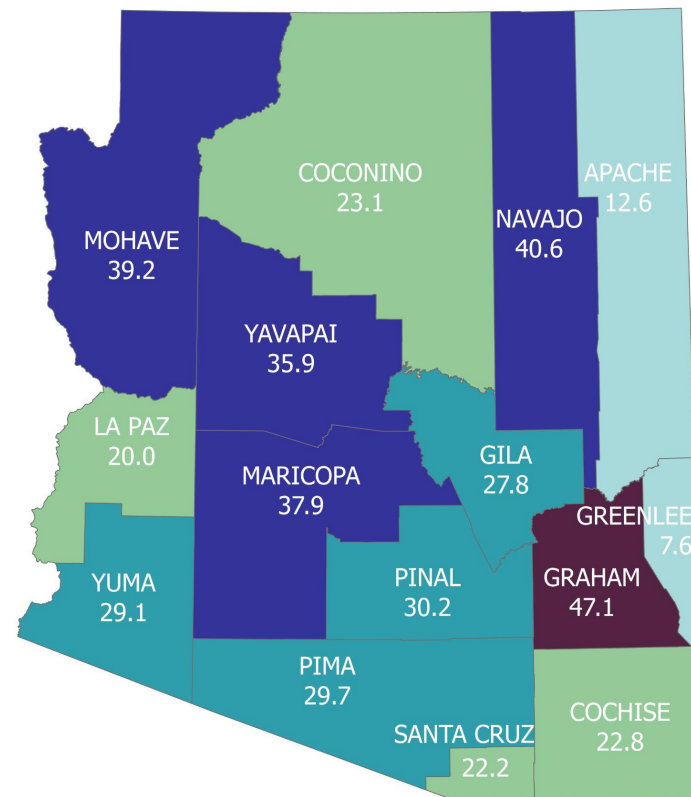 COCONINO
23.1
APACHE
12.6
NAVAJO
40.6
MOHAVE
39.2
YAVAPAI
35.9
LA PAZ
20.0
GILA
27.8
MARICOPA
37.9
GREENLEE
7.6
YUMA
29.1
PINAL
30.2
GRAHAM
47.1
PIMA
29.7
COCHISE
22.8
SANTA CRUZ
22.2